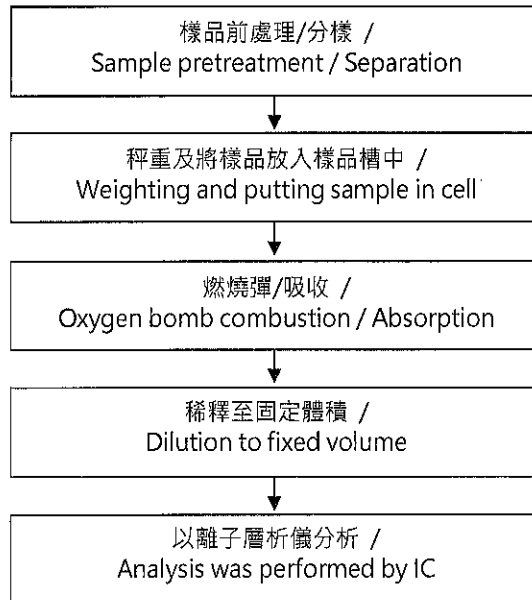 樣品前處理/分樣 /
Sample pretreatment / Separation
秤重及將樣品放入樣品槽中 /
Weighting and putting sample in cell
燃燒彈/吸收 /
Oxygen bomb combustion / Absorption
稀釋至固定體積 /
Dilution to fixed volume
以離子層析儀分析 /
Analysis was performed by IC